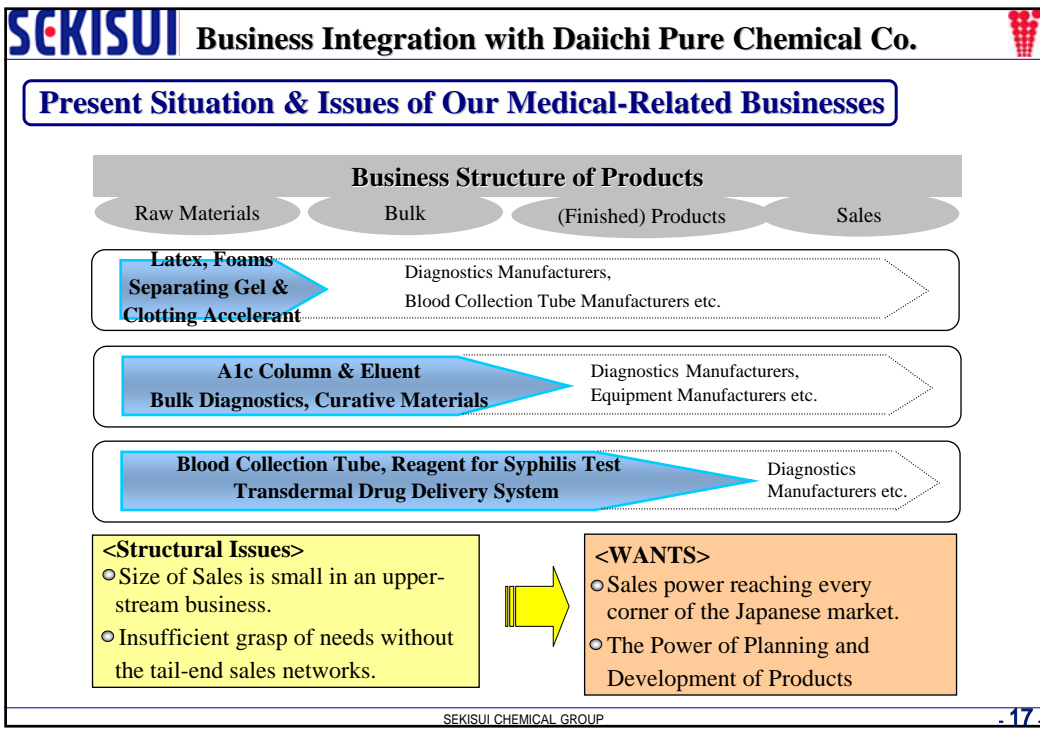 SEKISUI
Business Integration with Daiichi Pure Chemical Co.
Present Situation & Issues of Our Medical-Related Businesses
Business Structure of Products
Raw Materials
Bulk
(Finished) Products
Sales
Latex, Foams
Separating Gel &
Clotting Accelerant
Diagnostics Manufacturers,
Blood Collection Tube Manufacturers etc.
A1c Column & Eluent
Bulk Diagnostics, Curative Materials
Diagnostics Manufacturers,
Equipment Manufacturers etc.
Blood Collection Tube, Reagent for Syphilis Test
Transdermal Drug Delivery System
Diagnostics
Manufacturers etc.
<Structural Issues>
Size of Sales is small in an upper-
stream business.
Insufficient grasp of needs without
the tail-end sales networks.
<WANTS>
Sales power reaching every
corner of the Japanese market.
The Power of Planning and
Development of Products
SEKISUI CHEMICAL GROUP
- 17 -